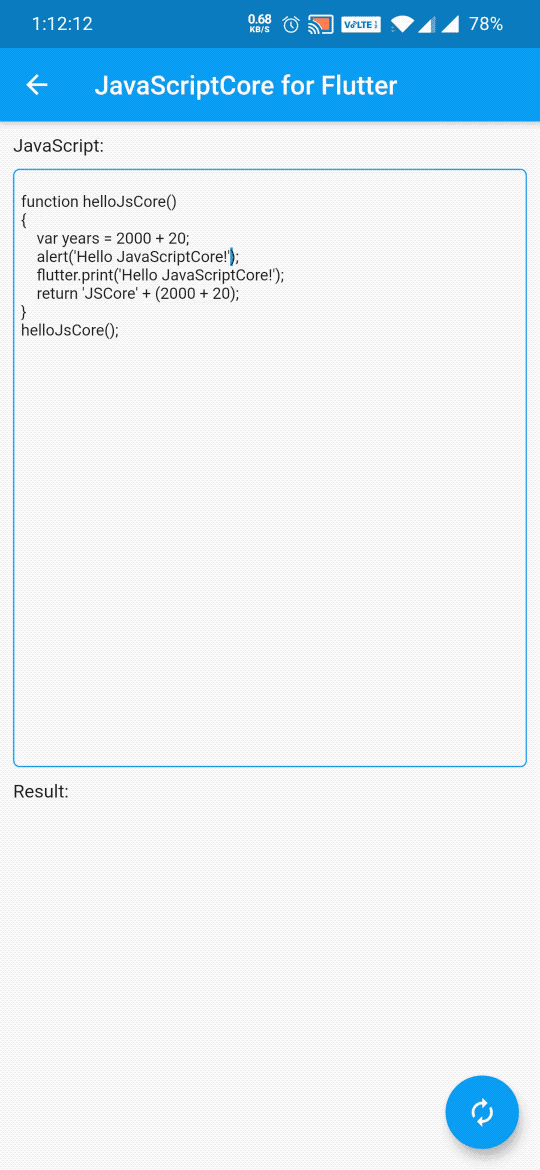 1:12:12 0.68 KB/S VoLTE 78%
JavaScriptCore for Flutter
JavaScript:
function helloJsCore()
{
    var years = 2000 + 20;
    alert('Hello JavaScriptCore!');
    flutter.print('Hello JavaScriptCore!');
    return 'JSCore' + (2000 + 20);
}
helloJsCore();
Result: